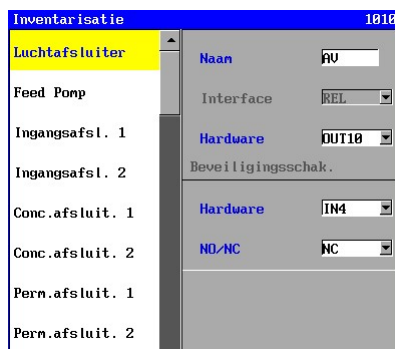 Inventarisatie 1010
Luchtafsluiter
Feed Pomp
Ingangsafsl. 1
Ingangsafsl. 2
Conc.afsluit. 1
Conc.afsluit. 2
Perm.afsluit. 1
Perm.afsluit. 2
Naam AV
Interface REL
Hardware OUT10
Beveiligingsschak.
Hardware IN4
NO/NC NC